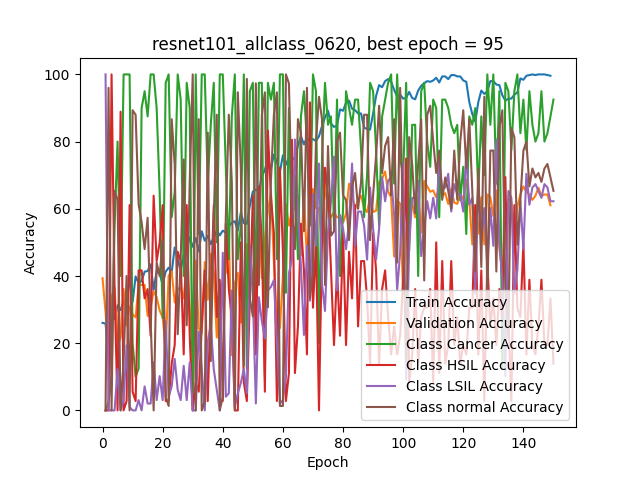 resnet101_allclass_0620, best epoch = 95
100
80
60
40
20
0
Accuracy
0 20 40 60 80 100 120 140
Epoch
Train Accuracy
Validation Accuracy
Class Cancer Accuracy
Class HSIL Accuracy
Class LSIL Accuracy
Class normal Accuracy